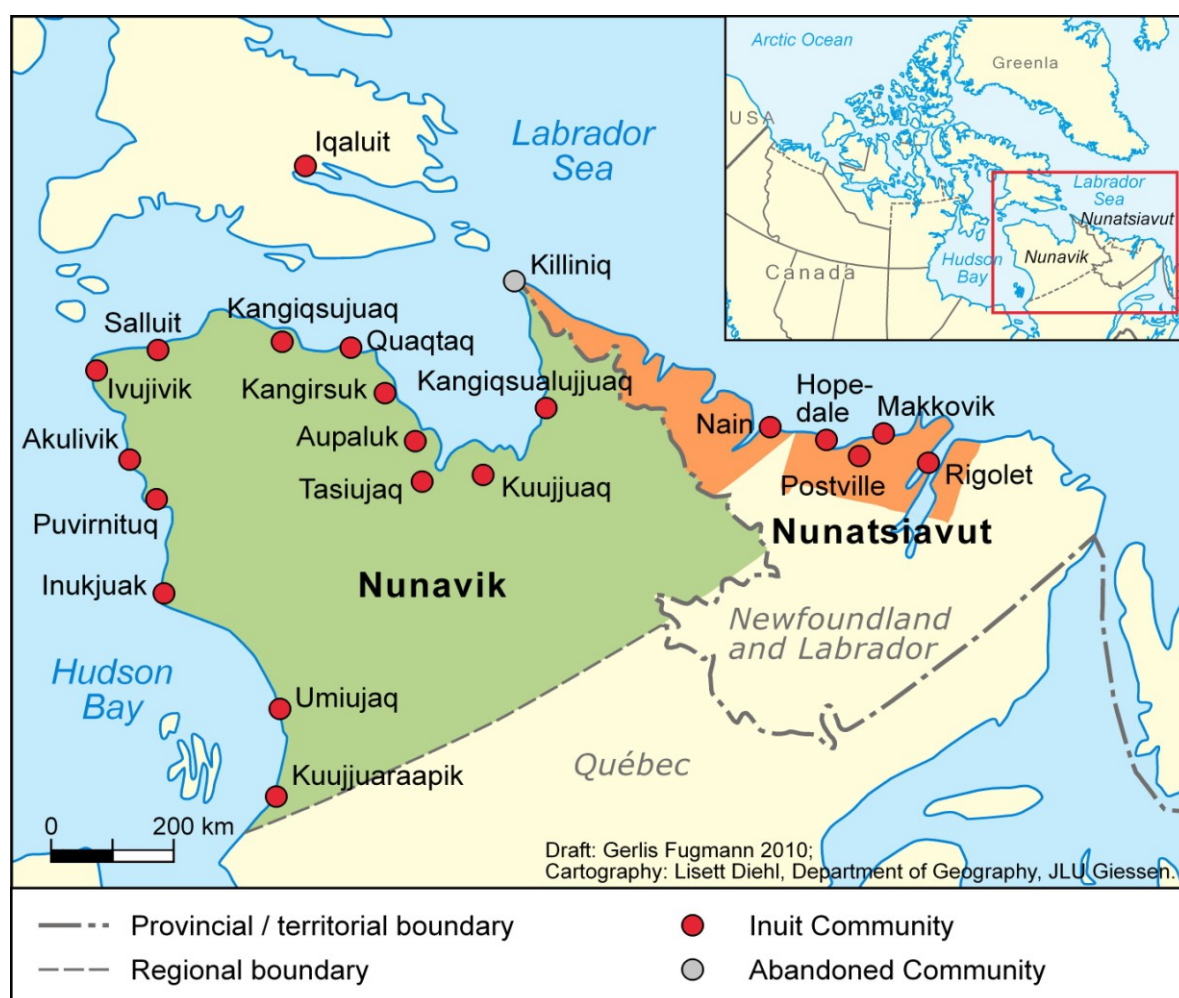 Arctic Ocean
Greenla
USA
Labrador
Sea
Nunatsiavut
Nunavik
Hudson
Bay
Canada
Iqaluit
Labrador
Sea
Killiniq
Kangiqsujuaq
Salluit
Quaqtaq
Ivujivik
Kangirsuk
Kangiqsualujjuaq
Akulivik
Aupaluk
Tasiujaq
Kuujjuaq
Puvirnituq
Inukjuak
Nain
Hope-
dale
Makkovik
Postville
Rigolet
Nunavik
Nunatsiavut
Newfoundland
and Labrador
Hudson
Bay
Umiujaq
Kuujjuaraapik
Québec
0 200 km
Draft: Gerlis Fugmann 2010;
Cartography: Lisett Diehl, Department of Geography, JLU Giessen.
Provincial / territorial boundary
Regional boundary
Inuit Community
Abandoned Community